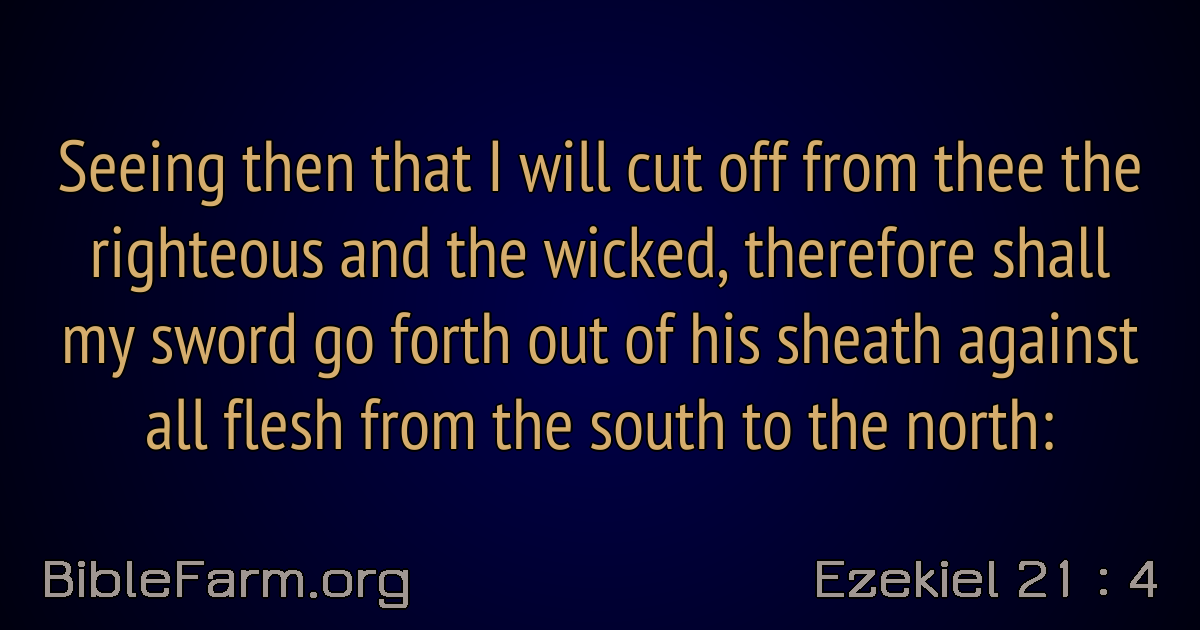 Seeing then that I will cut off from thee the
righteous and the wicked, therefore shall
my sword go forth out of his sheath against
all flesh from the south to the north:
BibleFarm.org
Ezekiel 21 : 4